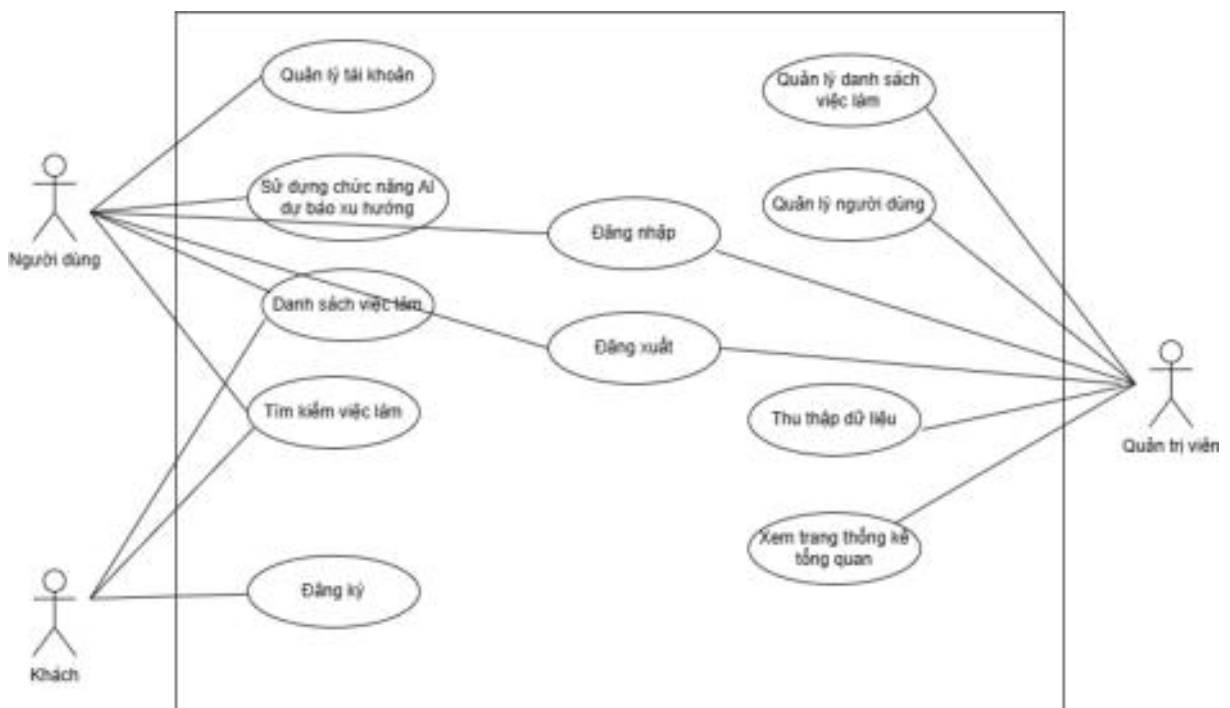 Quản lý tài khoản
Quản lý danh sách
việc làm
Sử dụng chức năng AI
dự báo xu hướng
Quản lý người dùng
Đăng nhập
Người dùng
Danh sách việc làm
Đăng xuất
Tìm kiếm việc làm
Thu thập dữ liệu
Quản trị viên
Xem trang thống kê
tổng quan
Đăng ký
Khách